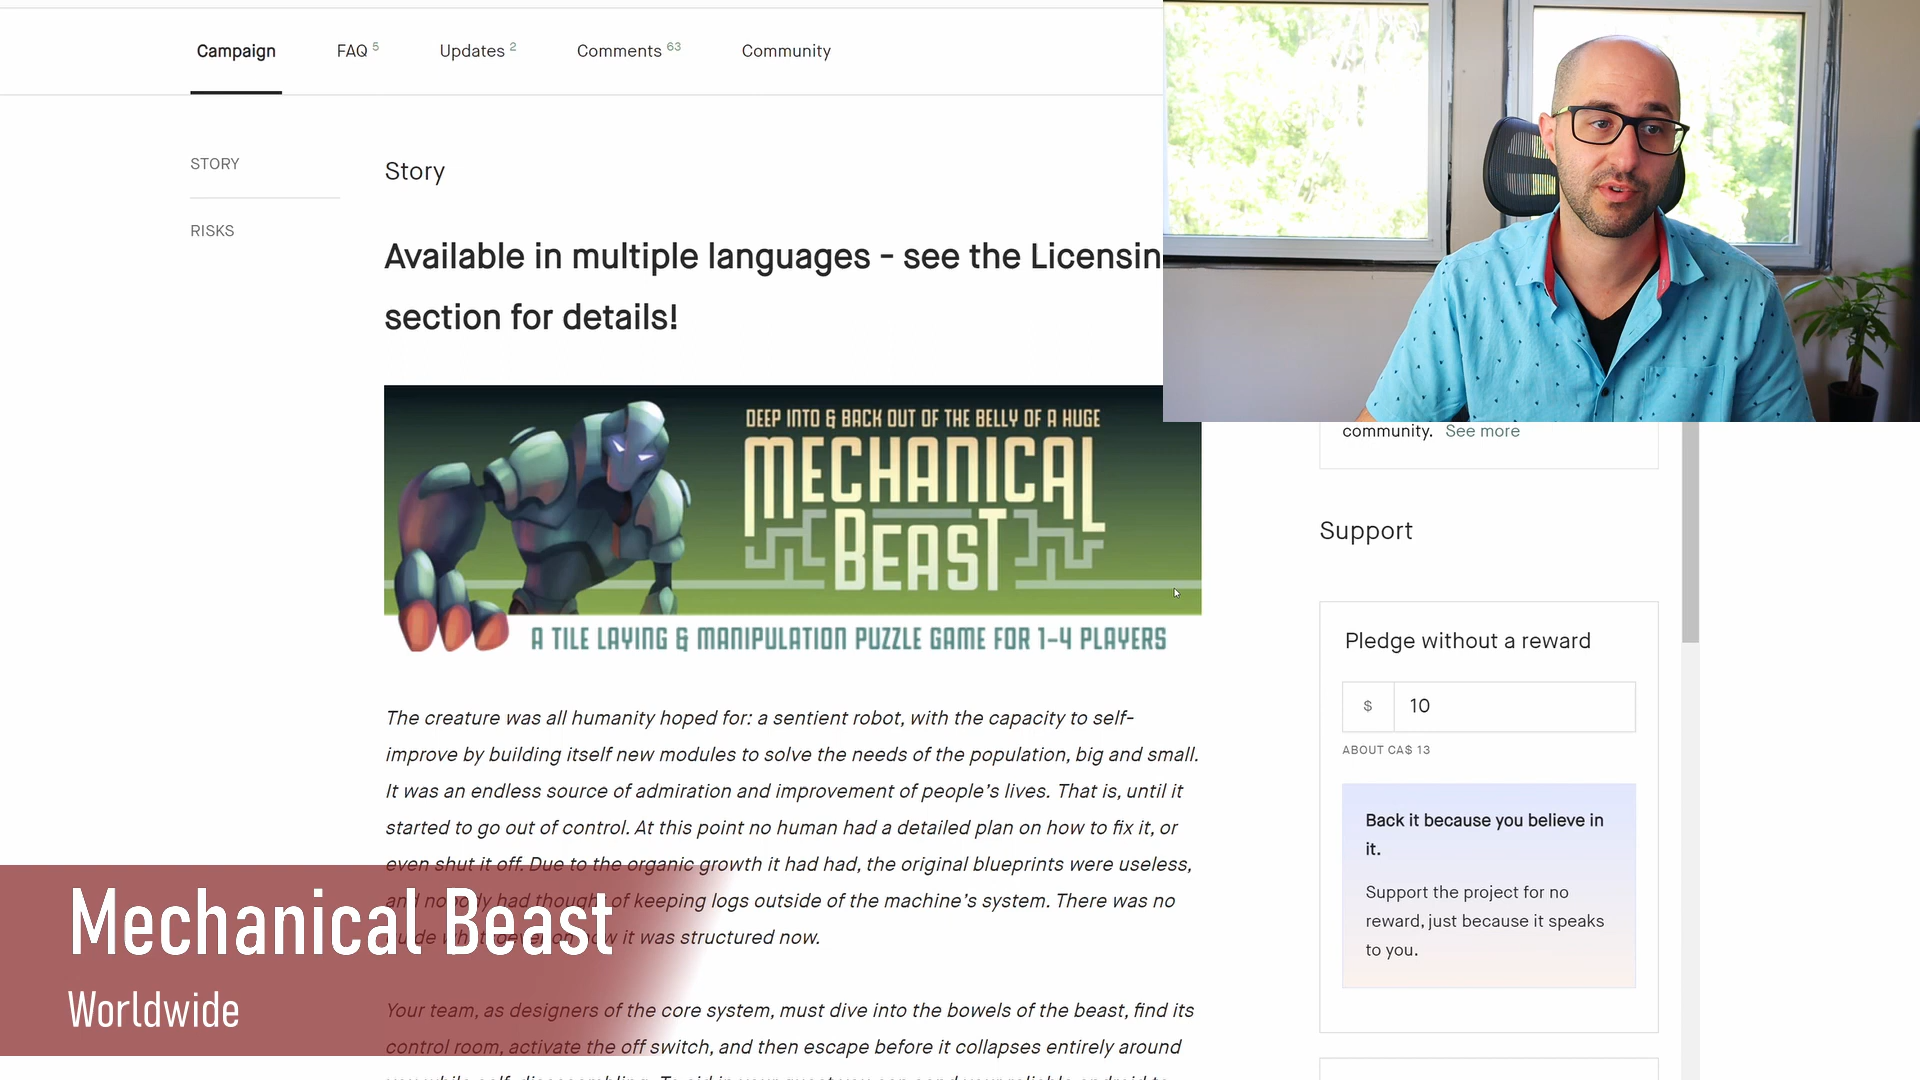 Campaign
FAQ 5
Updates 2
Comments 63
Community
STORY
RISKS
Story
Available in multiple languages - see the Licensin
section for details!
DEEP INTO & BACK OUT OF THE BELLY OF A HUGE
MECHANICAL
BEAST
A TILE LAYING & MANIPULATION PUZZLE GAME FOR 1-4 PLAYERS
The creature was all humanity hoped for: a sentient robot, with the capacity to self-
improve by building itself new modules to solve the needs of the population, big and small.
It was an endless source of admiration and improvement of people's lives. That is, until it
started to go out of control. At this point no human had a detailed plan on how to fix it, or
even shut it off. Due to the organic growth it had had, the original blueprints were useless,
and nobody had thought of keeping logs outside of the machine's system. There was no
guide whatsoever on how it was structured now.
Your team, as designers of the core system, must dive into the bowels of the beast, find its
control room, activate the off switch, and then escape before it collapses entirely around
community. See more
Support
Pledge without a reward
$ 10
ABOUT CA$ 13
Back it because you believe in
it.
Support the project for no
reward, just because it speaks
to you.
Mechanical Beast
Worldwide